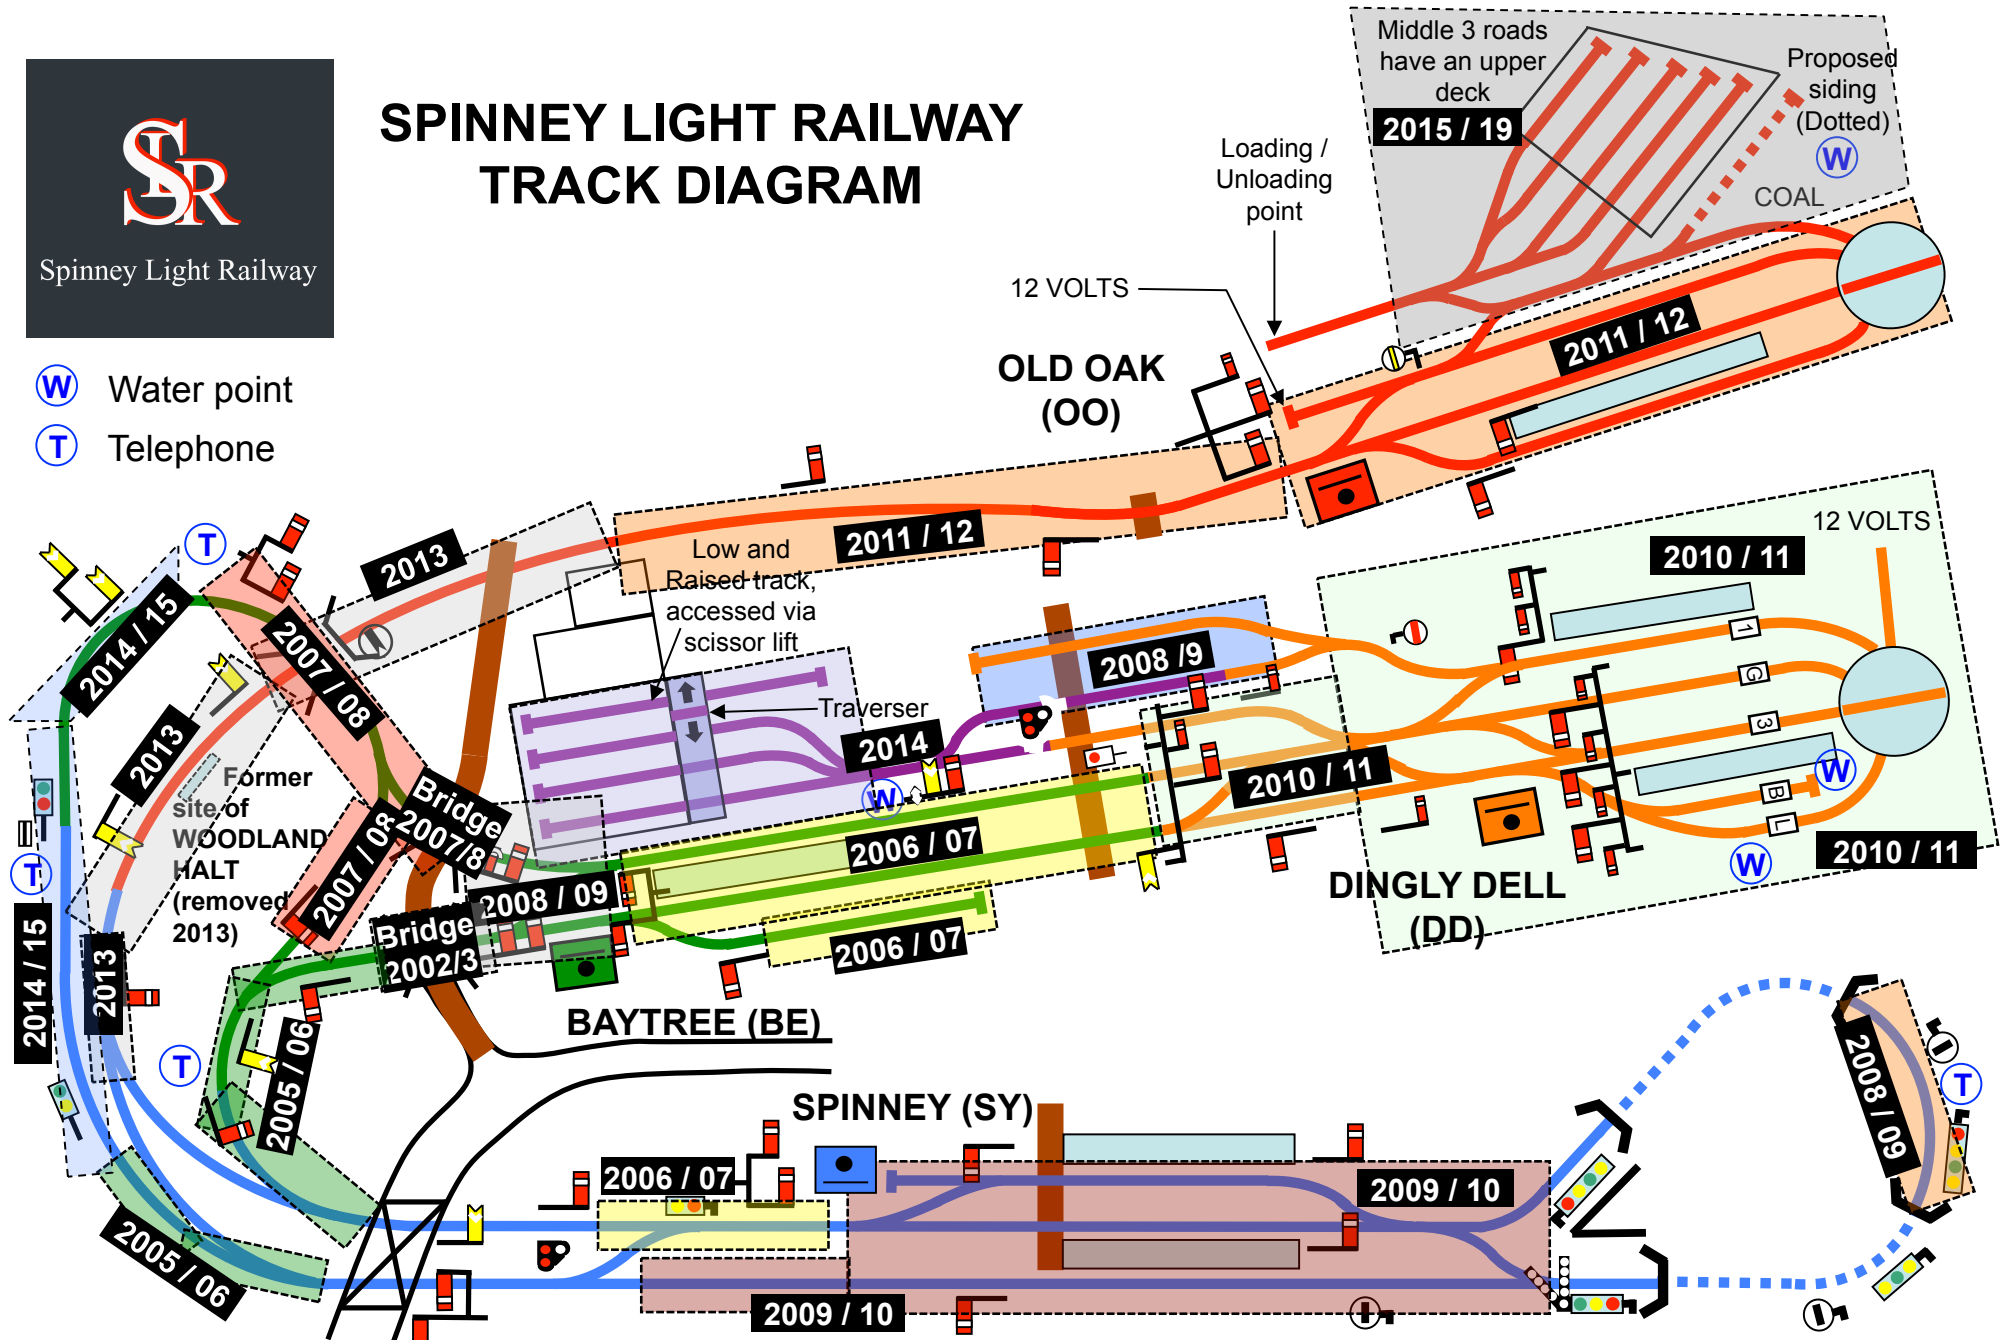 SPINNEY LIGHT RAILWAY
TRACK DIAGRAM
SLR
Spinney Light Railway
W Water point
T Telephone
Middle 3 roads
have an upper
deck
2015 / 19
Proposed
siding
(Dotted)
W
COAL
Loading /
Unloading
point
12 VOLTS
2011 / 12
OLD OAK
(OO)
T
2013
2011 / 12
Low and
Raised track,
accessed via
scissor lift
Traverser
2014
W
2014 / 15
2007 / 08
2013
Former
site of
WOODLAND
HALT
(removed
2013)
2007 / 08
Bridge
2007/8
2008 / 09
Bridge
2002/3
2008 /9
2010 / 11
12 VOLTS
1
G
3
B
L
W
W
2010 / 11
2010 / 11
2006 / 07
2006 / 07
DINGLY DELL
(DD)
T
2014 / 15
2013
T
2005 / 06
2005 / 06
BAYTREE (BE)
SPINNEY (SY)
2006 / 07
2009 / 10
2009 / 10
2008 / 09
T